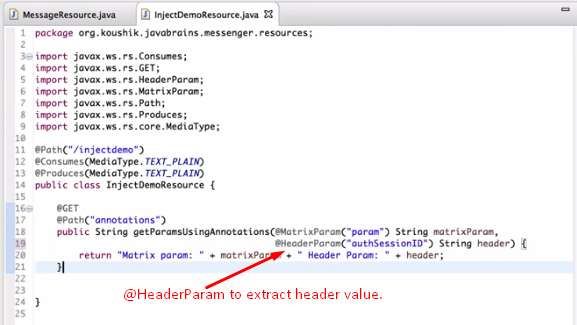 MessageResource.java InjectDemoResource.java
1 package org.koushik.javabrains.messenger.resources;
2
3 import javax.ws.rs.Consumes;
4 import javax.ws.rs.GET;
5 import javax.ws.rs.HeaderParam;
6 import javax.ws.rs.MatrixParam;
7 import javax.ws.rs.Path;
8 import javax.ws.rs.Produces;
9 import javax.ws.rs.core.MediaType;
10
11 @Path("/injectdemo")
12 @Consumes(MediaType.TEXT_PLAIN)
13 @Produces(MediaType.TEXT_PLAIN)
14 public class InjectDemoResource {
15
16 @GET
17 @Path("annotations")
18 public String getParamsUsingAnnotations(@MatrixParam("param") String matrixParam,
19 @HeaderParam("authSessionID") String header) {
20 return "Matrix param: " + matrixParam + " Header Param: " + header;
21 }
22
23
@HeaderParam to extract header value.
24 }
25